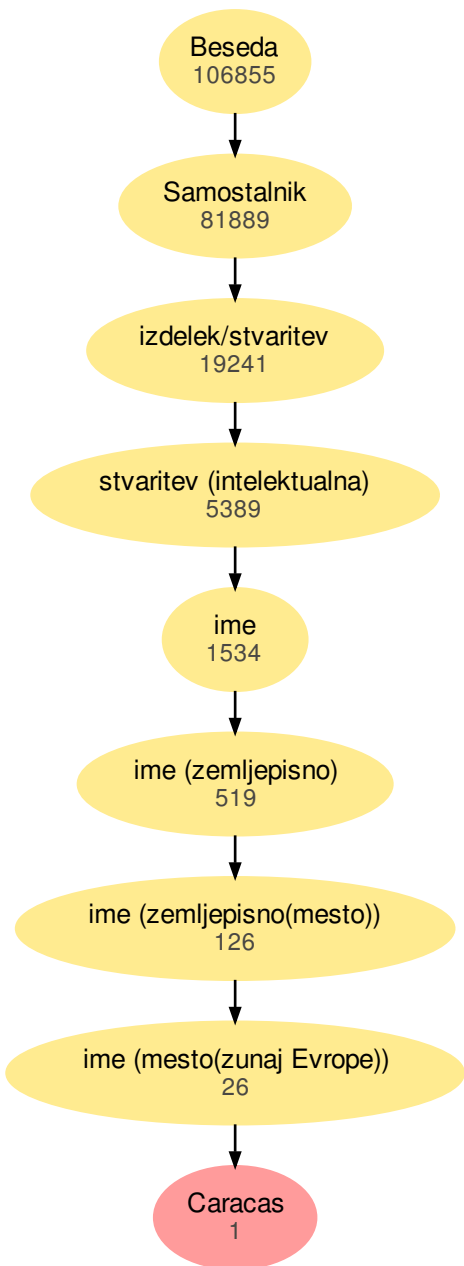 Beseda
106855
Samostalnik
81889
izdelek/stvaritev
19241
stvaritev (intelektualna)
5389
ime
1534
ime (zemljepisno)
519
ime (zemljepisno(mesto))
126
ime (mesto(zunaj Evrope))
26
Caracas
1